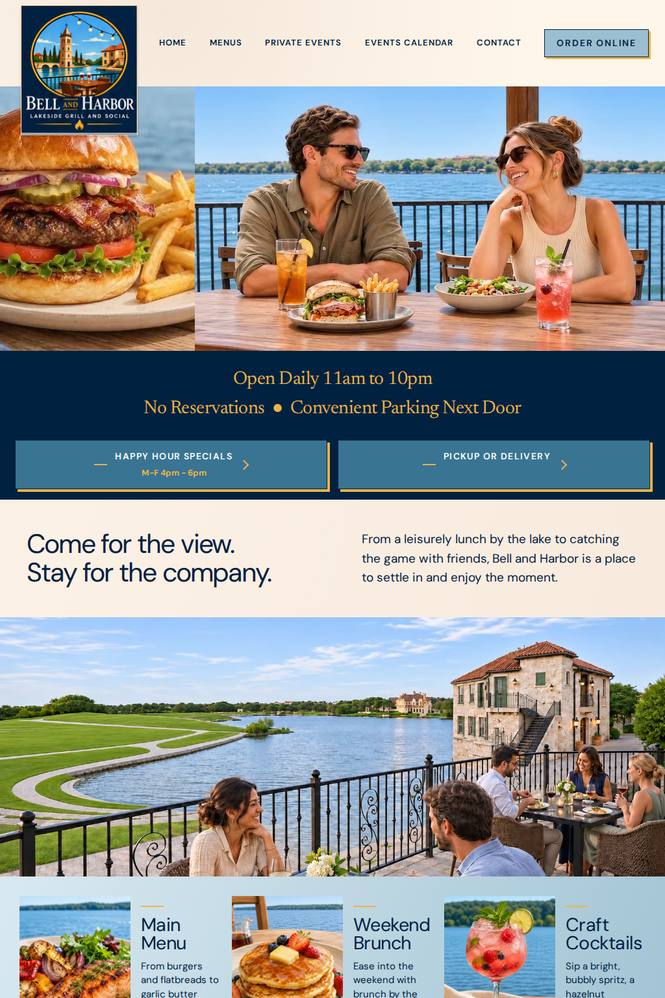 BELL AND HARBOR
LAKESIDE GRILL AND SOCIAL
HOME
MENUS
PRIVATE EVENTS
EVENTS CALENDAR
CONTACT
ORDER ONLINE
Open Daily 11am to 10pm
No Reservations ● Convenient Parking Next Door
HAPPY HOUR SPECIALS
M-F 4pm - 6pm
PICKUP OR DELIVERY
Come for the view.
Stay for the company.
From a leisurely lunch by the lake to catching
the game with friends, Bell and Harbor is a place
to settle in and enjoy the moment.
Main
Menu
From burgers
and flatbreads to
garlic butter
Weekend
Brunch
Ease into the
weekend with
brunch by the
Craft
Cocktails
Sip a bright,
bubbly spritz, a
hazelnut